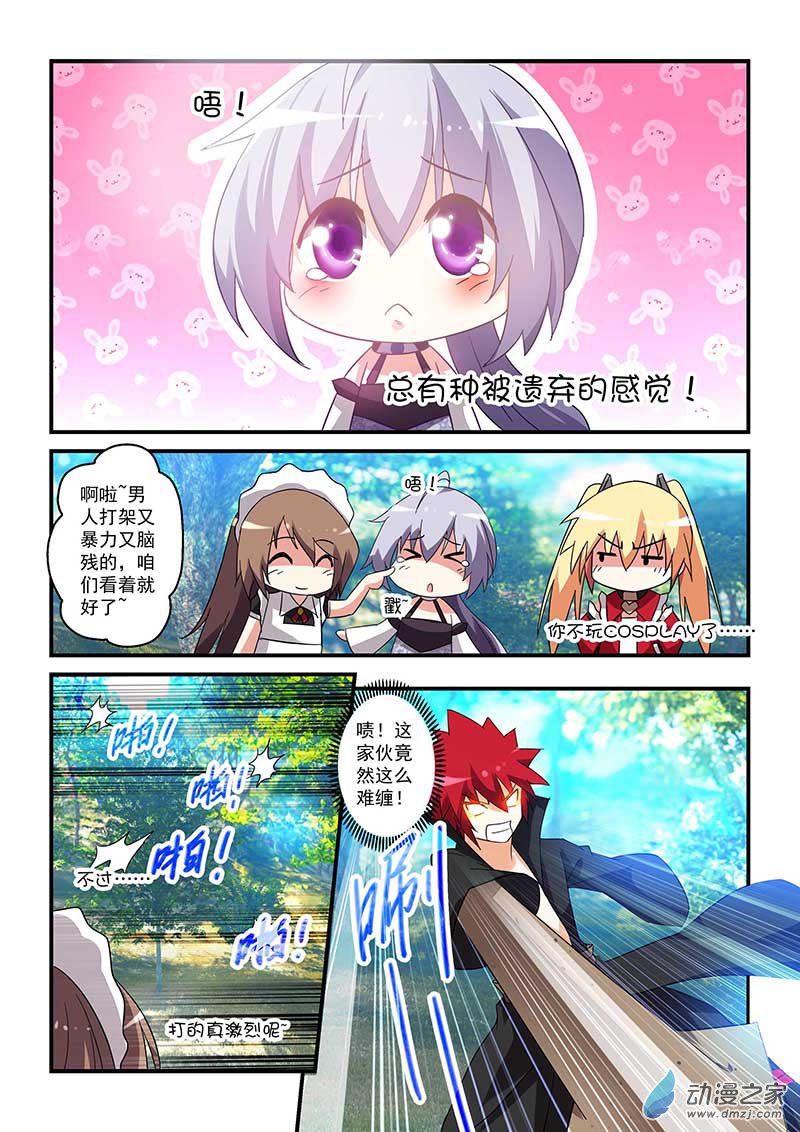 唔！
总有种被遗弃的感觉！
啊啦~男
人打架又
暴力又脑
残的，咱
们看着就
好了~
唔！
戳~
你不玩COSPLAY了……
啪！
啪！
啪！
啪！
不过……
打的真激烈呢~
啧！这
家伙竟
然这么
难缠！
唰！
动漫之家
www.dmzj.com